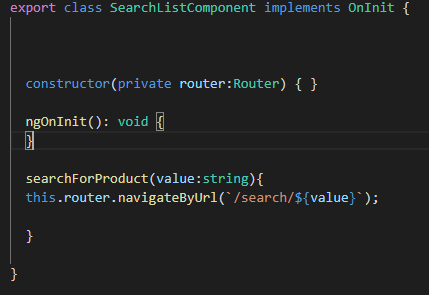 export class SearchListComponent implements OnInit {
constructor(private router:Router) { }
ngOnInit(): void {
}
searchForProduct(value:string){
this.router.navigateByUrl(`/search/${value}`);
}
}